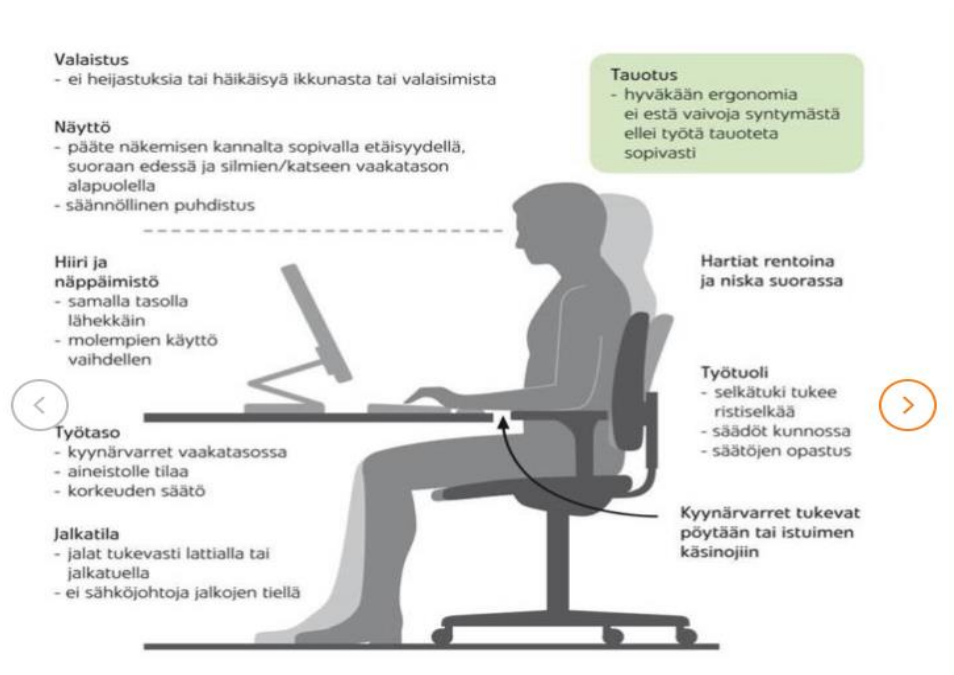 Valaistus
- ei heijastuksia tai häikäisyä ikkunasta tai valaisimista
Näyttö
- pääte näkemisen kannalta sopivalla etäisyydellä,
suoraan edessä ja silmien/katseen vaakatason
alapuolella
- säännöllinen puhdistus
Hiiri ja
näppäimistö
- samalla tasolla
lähekkäin
- molempien käyttö
vaihdellen
Työtaso
- kyynärvarret vaakatasossa
- aineistolle tilaa
- korkeuden säätö
Jalkatila
- jalat tukevasti lattialla tai
jalkatuella
- ei sähköjohtoja jalkojen tiellä
Tauotus
- hyväkään ergonomia
ei estä vaivoja syntymästä
ellei työtä tauoteta
sopivasti
Hartiat rentoina
ja niska suorassa
Työtuoli
- selkätuki tukee
ristiselkää
- säädöt kunnossa
- säätöjen opastus
Kyynärvarret tukevat
pöytään tai istuimen
käsinojiin